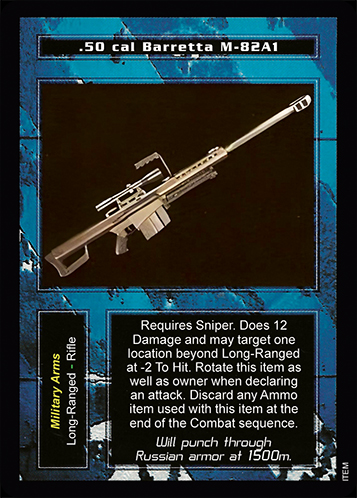 .50 cal Barretta M-82A1
Military Arms
Long-Ranged - Rifle
Requires Sniper. Does 12
Damage and may target one
location beyond Long-Ranged
at -2 To Hit. Rotate this item as
well as owner when declaring
an attack. Discard any Ammo
item used with this item at the
end of the Combat sequence.
Will punch through
Russian armor at 1500m.
ITEM